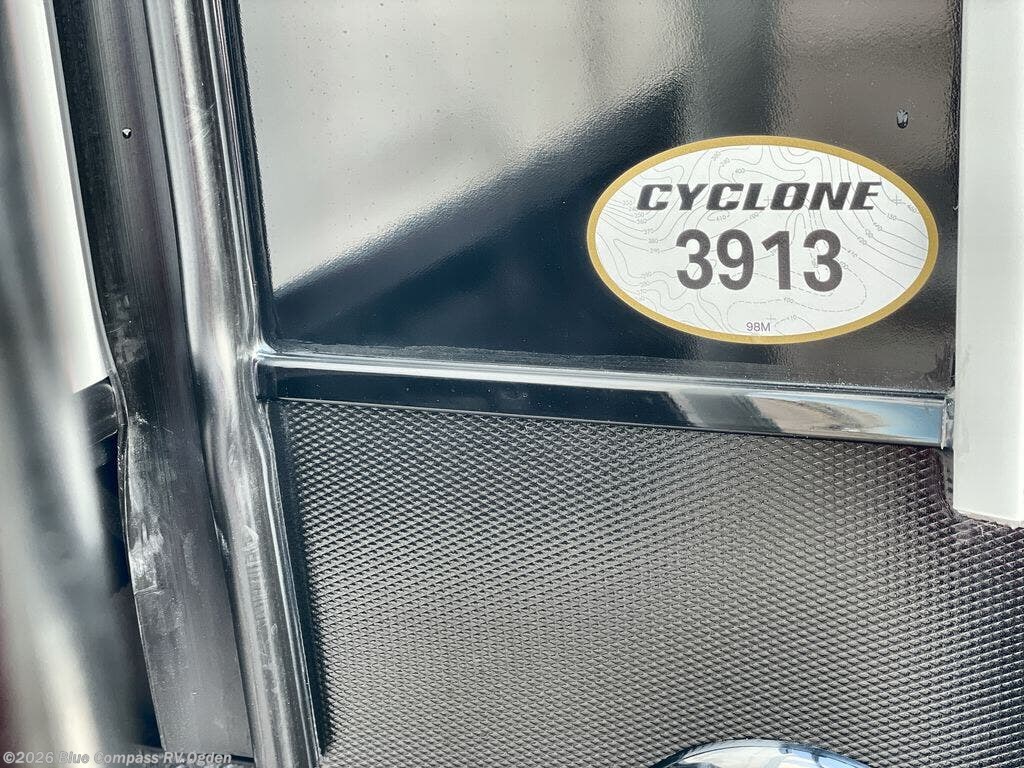 CYCLONE
3913
98M
©2026 Blue Compass RV Ogden